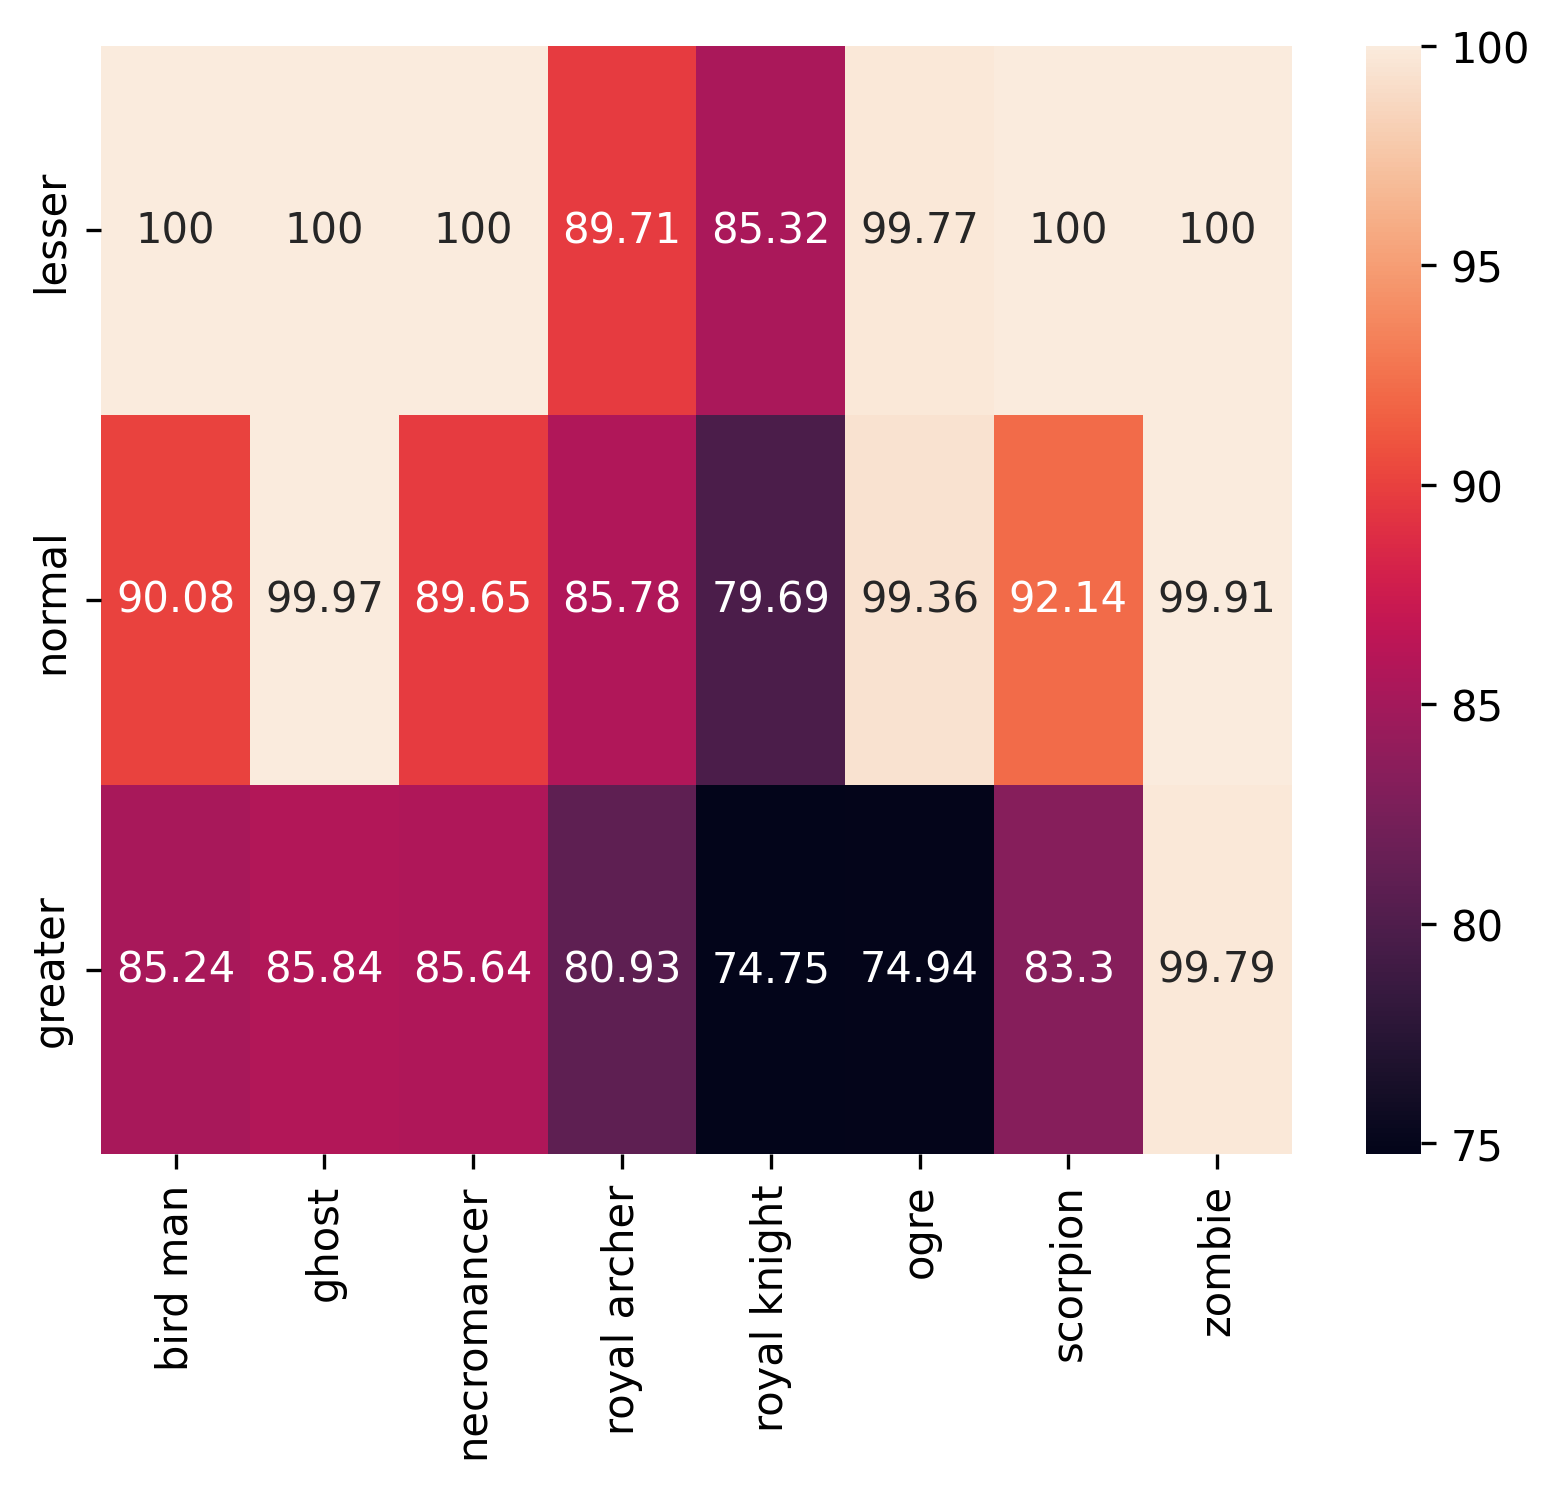 100
lesser 100 100 100 89.71 85.32 99.77 100 100
95
90
normal 90.08 99.97 89.65 85.78 79.69 99.36 92.14 99.91
85
80
greater 85.24 85.84 85.64 80.93 74.75 74.94 83.3 99.79
75
bird man ghost necromancer royal archer royal knight ogre scorpion zombie